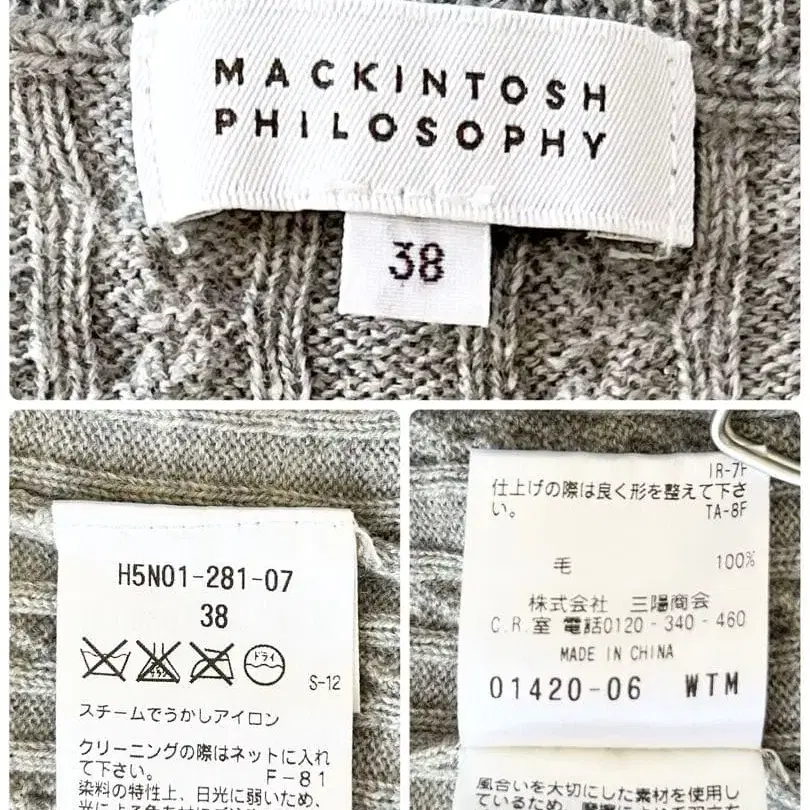 MACKINTOSH
PHILOSOPHY
38
H5N01-281-07
38
ドライ
S-12
スチームでうかしアイロン
クリーニングの際はネットに入れ
て下さい。
F-81
染料の特性上、日光に弱いため、
IR-7F
仕上げの際は良く形を整えて下さ
い。
TA-8F
毛 100%
株式会社 三陽商会
C.R.室 電話0120-340-460
MADE IN CHINA
01420-06 WTM
風合いを大切にした素材を使用し
ているため、